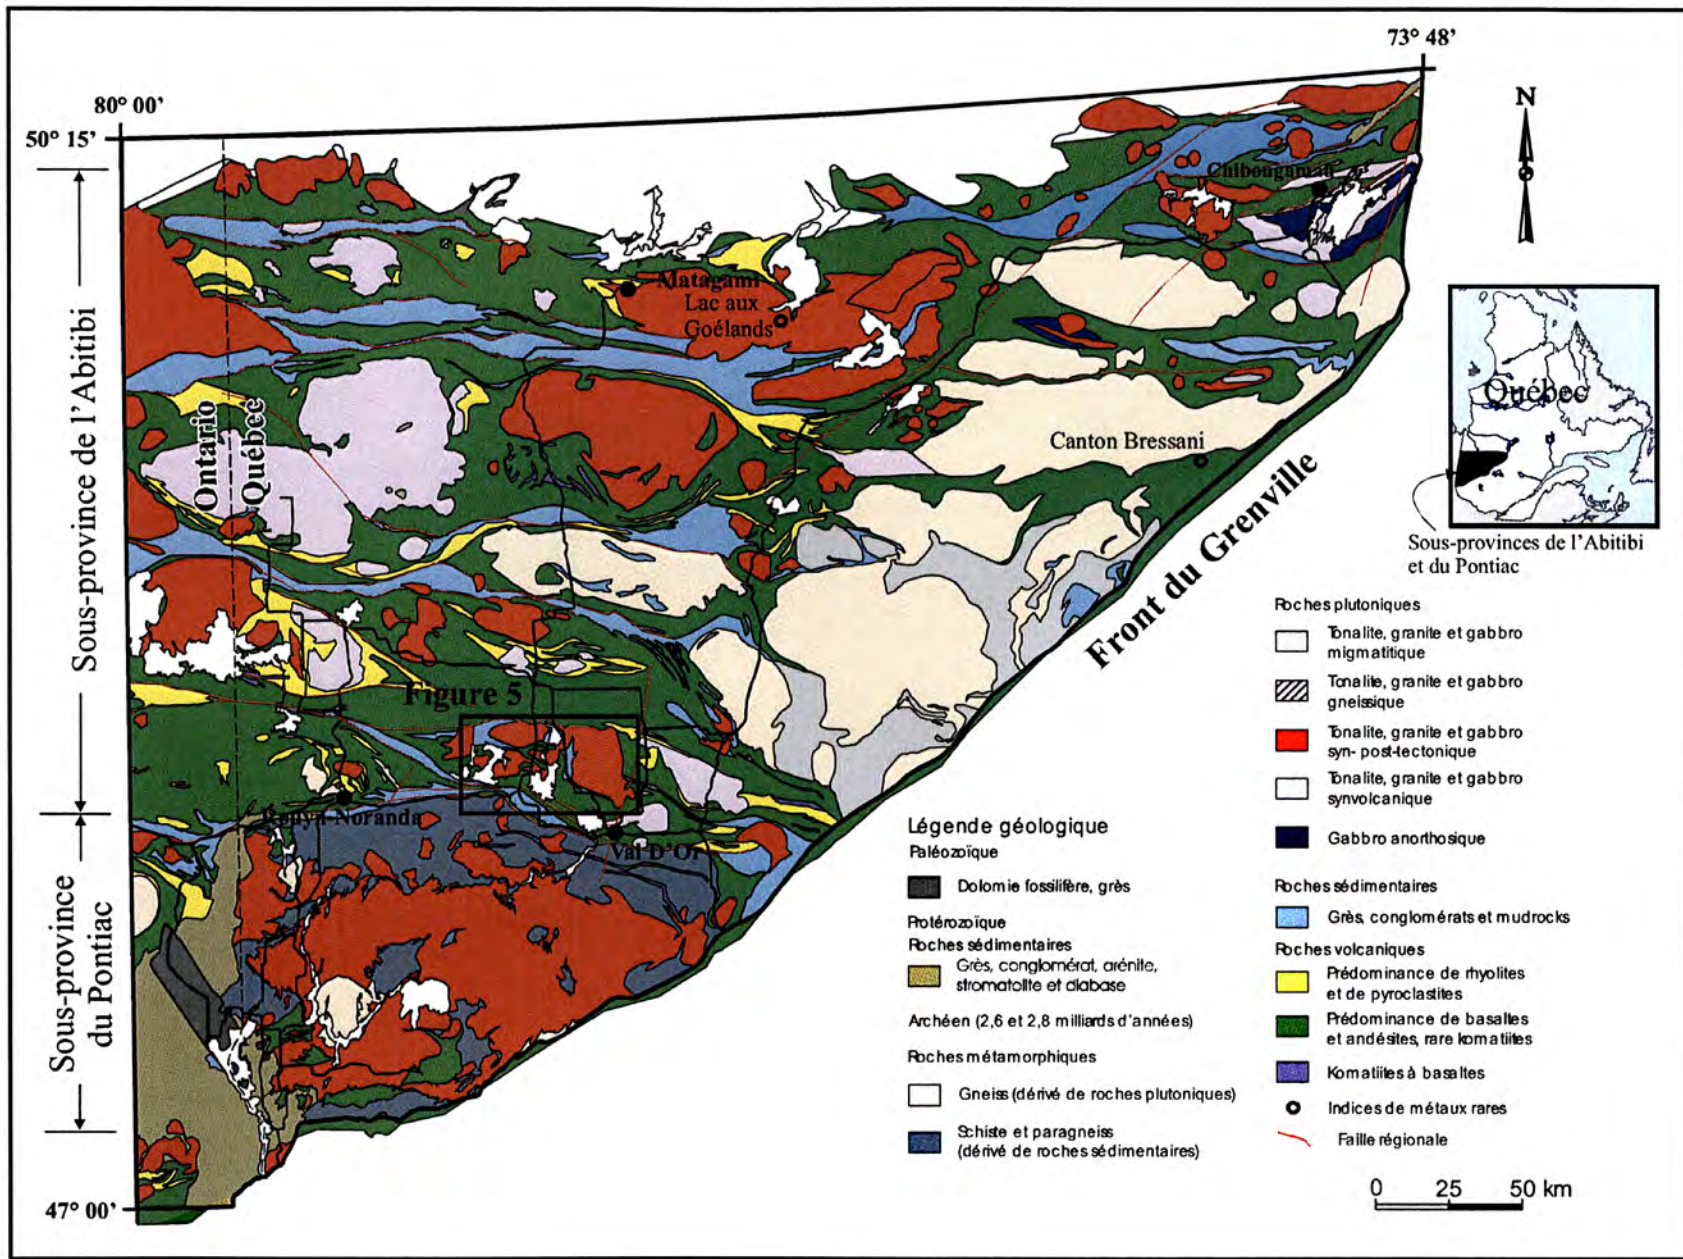 73° 48'
80° 00'
50° 15'
N
Chibougamau
Matagami
Lac aux
Goélands
Québec
Sous-province de l'Abitibi
Ontario
Québec
Canton Bressani
Front du Grenville
Sous-provinces de l'Abitibi
et du Pontiac
Figure 5
Rouyn-Noranda
Val D'Or
Sous-province
du Pontiac
47° 00'
Légende géologique
Paléozoïque
Dolomie fossilifère, grès
Protérozoïque
Roches sédimentaires
Grès, conglomérat, arénite,
stromatolite et diabase
Archéen (2,6 et 2,8 milliards d'années)
Roches métamorphiques
Gneiss (dérivé de roches plutoniques)
Schiste et paragneiss
(dérivé de roches sédimentaires)
Roches plutoniques
Tonalite, granite et gabbro
migmatitique
Tonalite, granite et gabbro
gneissique
Tonalite, granite et gabbro
syn- post-tectonique
Tonalite, granite et gabbro
synvolcanique
Gabbro anorthosique
Roches sédimentaires
Grès, conglomérats et mudrocks
Roches volcaniques
Prédominance de rhyolites
et de pyroclastites
Prédominance de basaltes
et andésites, rare komatiites
Komatiites à basaltes
Indices de métaux rares
Faille régionale
0 25 50 km